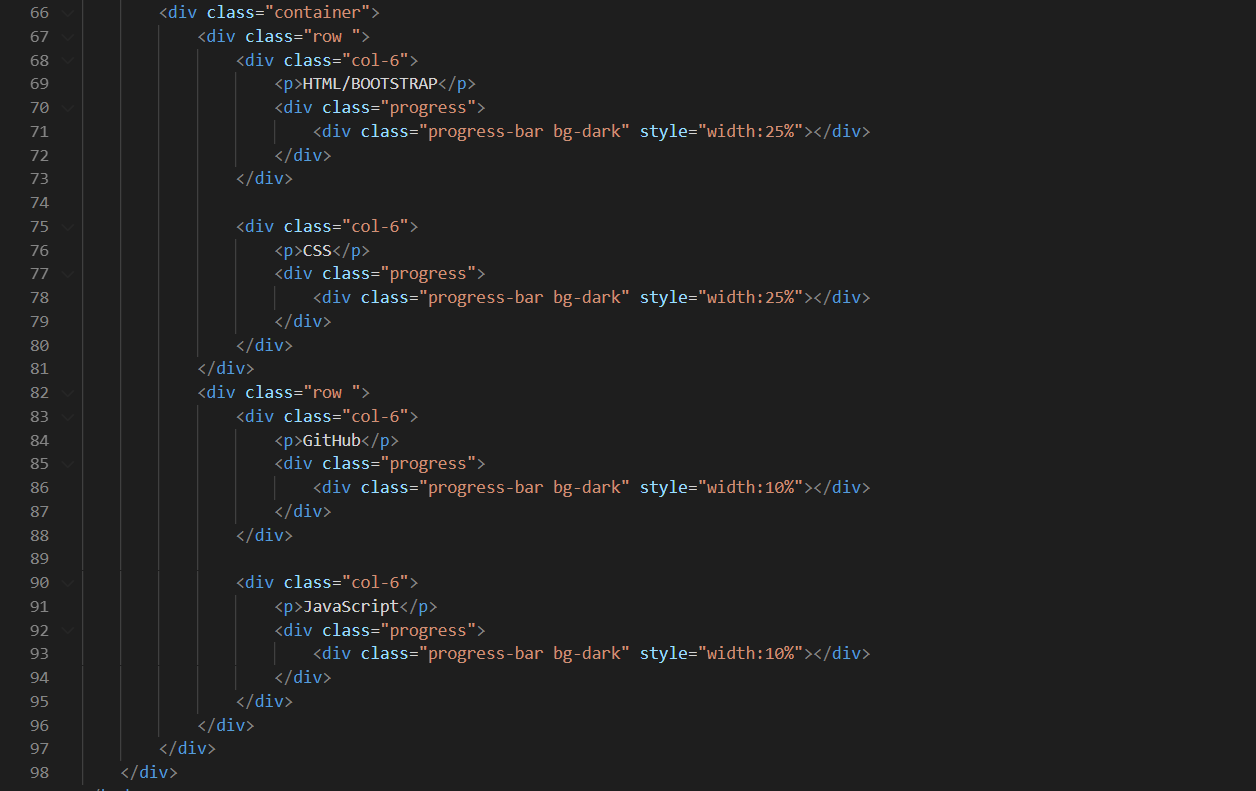 66 <div class="container">
67 <div class="row ">
68 <div class="col-6">
69 <p>HTML/BOOTSTRAP</p>
70 <div class="progress">
71 <div class="progress-bar bg-dark" style="width:25%"></div>
72 </div>
73 </div>
74
75 <div class="col-6">
76 <p>CSS</p>
77 <div class="progress">
78 <div class="progress-bar bg-dark" style="width:25%"></div>
79 </div>
80 </div>
81 </div>
82 <div class="row ">
83 <div class="col-6">
84 <p>GitHub</p>
85 <div class="progress">
86 <div class="progress-bar bg-dark" style="width:10%"></div>
87 </div>
88 </div>
89
90 <div class="col-6">
91 <p>JavaScript</p>
92 <div class="progress">
93 <div class="progress-bar bg-dark" style="width:10%"></div>
94 </div>
95 </div>
96 </div>
97 </div>
98 </div>